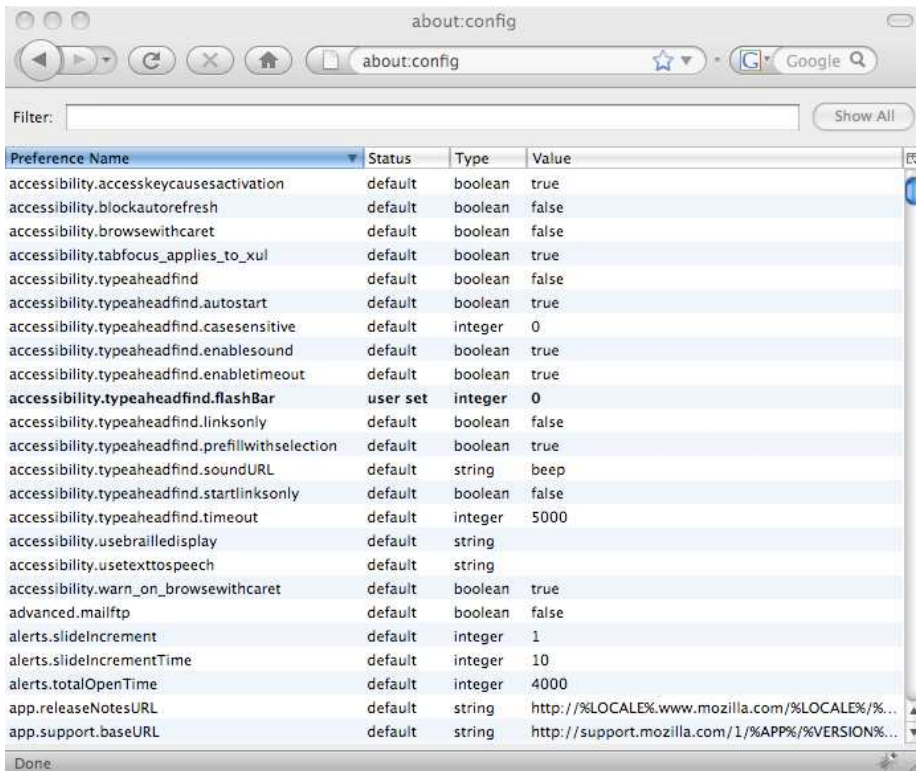 about:config
about:config
Google
Filter:
Show All
Preference Name Status Type Value
accessibility.accesskeycausesactivation default boolean true
accessibility.blockautorefresh default boolean false
accessibility.browsewithcaret default boolean false
accessibility.tabfocus_applies_to_xul default boolean true
accessibility.typeaheadfind default boolean false
accessibility.typeaheadfind.autostart default boolean true
accessibility.typeaheadfind.casesensitive default integer 0
accessibility.typeaheadfind.enablesound default boolean true
accessibility.typeaheadfind.enabletimeout default boolean true
accessibility.typeaheadfind.flashBar user set integer 0
accessibility.typeaheadfind.linksonly default boolean false
accessibility.typeaheadfind.prefillwithselection default boolean true
accessibility.typeaheadfind.soundURL default string beep
accessibility.typeaheadfind.startlinksonly default boolean false
accessibility.typeaheadfind.timeout default integer 5000
accessibility.usebrailledisplay default string
accessibility.usetexttospeech default string
accessibility.warn_on_browsewithcaret default boolean true
advanced.mailftp default boolean false
alerts.slideIncrement default integer 1
alerts.slideIncrementTime default integer 10
alerts.totalOpenTime default integer 4000
app.releaseNotesURL default string http://%LOCALE%.www.mozilla.com/%LOCALE%/%...
app.support.baseURL default string http://support.mozilla.com/1/%APP%/%VERSION%...
Done